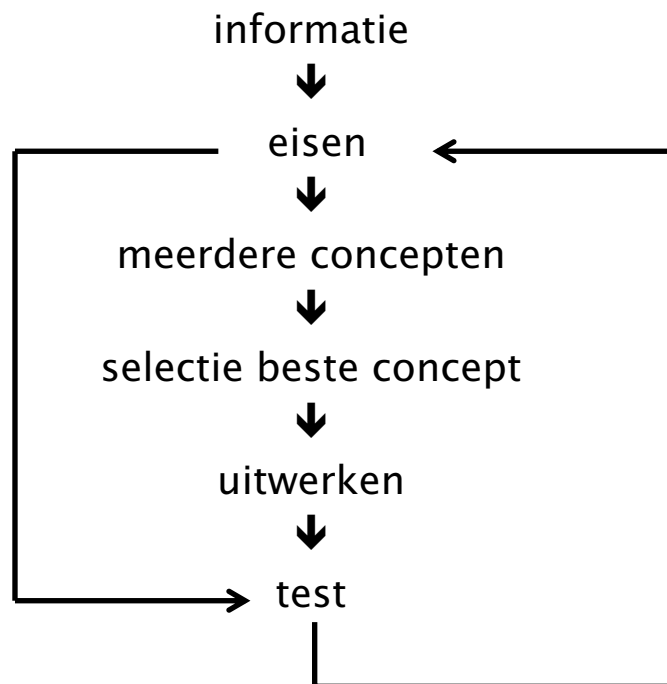 informatie
eisen
meerdere concepten
selectie beste concept
uitwerken
test